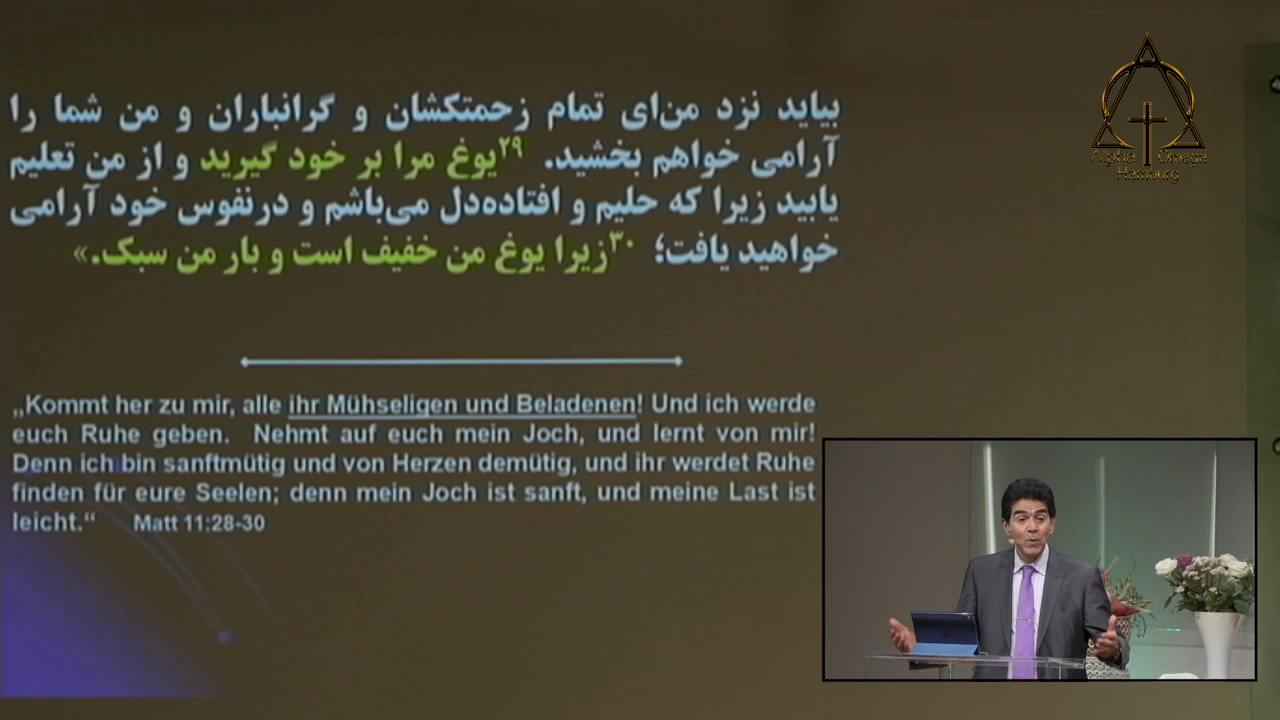 بیایید نزد من‌ای تمام زحمتکشان و گرانباران و من شما را
آرامی خواهم بخشید. ۲۹یوغ مرا بر خود گیرید و از من تعلیم
یابید زیرا که حلیم و افتاده‌دل می‌باشم و درنفوس خود آرامی
خواهید یافت؛ ۳۰زیرا یوغ من خفیف است و بار من سبک.»
„Kommt her zu mir, alle ihr Mühseligen und Beladenen! Und ich werde
euch Ruhe geben. Nehmt auf euch mein Joch, und lernt von mir!
Denn ich bin sanftmütig und von Herzen demütig, und ihr werdet Ruhe
finden für eure Seelen; denn mein Joch ist sanft, und meine Last ist
leicht.“ Matt 11:28-30
Alpha Omega
Hamburg